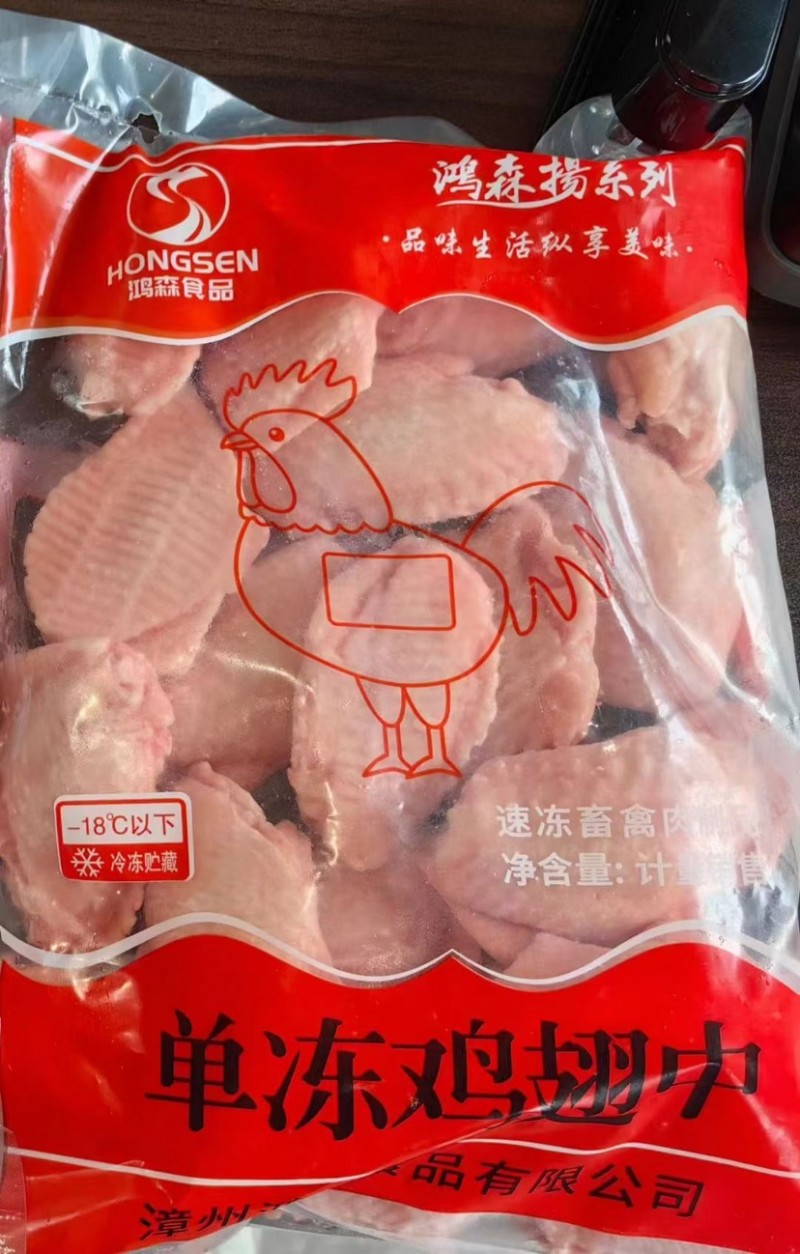 鸿森揚系列
·品味生活纵享美味·
HONGSEN
鸿森食品
速冻畜禽肉
净含量:计量
-18℃以下
冷冻贮藏
单冻鸡翅中
漳州 食品有限公司